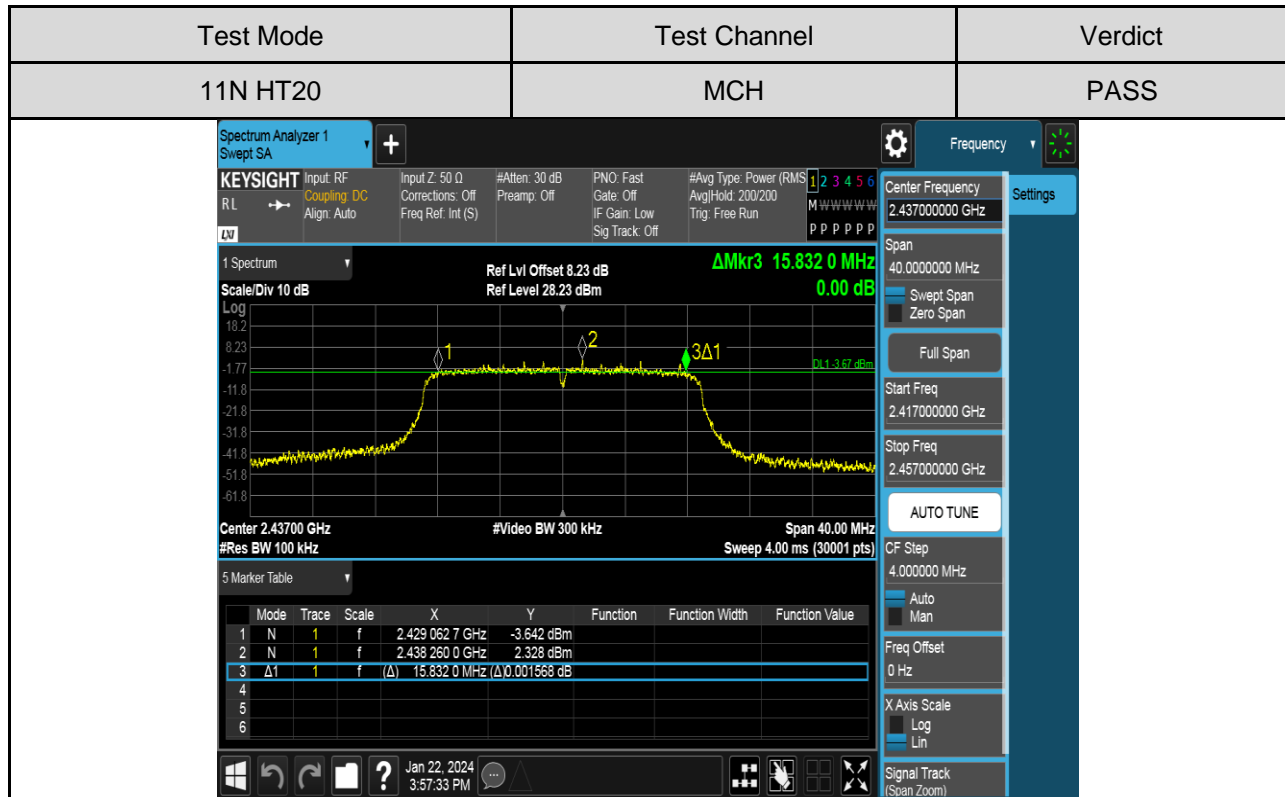 Test Mode Test Channel Verdict
11N HT20 MCH PASS
Spectrum Analyzer 1
Swept SA
+
Frequency
KEYSIGHT Input: RF Input Z: 50 Ω #Atten: 30 dB PNO: Fast #Avg Type: Power (RMS 1 2 3 4 5 6
RL Coupling: DC Corrections: Off Preamp: Off Gate: Off Avg|Hold: 200/200 M W W W W W
Align: Auto Freq Ref: Int (S) IF Gain: Low Trig: Free Run
LXI Sig Track: Off P P P P P P
1 Spectrum
Scale/Div 10 dB
Ref Lvl Offset 8.23 dB
Ref Level 28.23 dBm
ΔMkr3 15.832 0 MHz
0.00 dB
Log
18.2
8.23
-1.77
-11.8
-21.8
-31.8
-41.8
-51.8
-61.8
1
2
3Δ1
DL1 -3.67 dBm
Center 2.43700 GHz #Video BW 300 kHz Span 40.00 MHz
#Res BW 100 kHz Sweep 4.00 ms (30001 pts)
5 Marker Table
Mode Trace Scale X Y Function Function Width Function Value
1 N 1 f 2.429 062 7 GHz -3.642 dBm
2 N 1 f 2.438 260 0 GHz 2.328 dBm
3 Δ1 1 f (Δ) 15.832 0 MHz (Δ)0.001568 dB
4
5
6
?
Jan 22, 2024
3:57:33 PM
Center Frequency
2.437000000 GHz
Settings
Span
40.0000000 MHz
Swept Span
Zero Span
Full Span
Start Freq
2.417000000 GHz
Stop Freq
2.457000000 GHz
AUTO TUNE
CF Step
4.000000 MHz
Auto
Man
Freq Offset
0 Hz
X Axis Scale
Log
Lin
Signal Track
(Span Zoom)